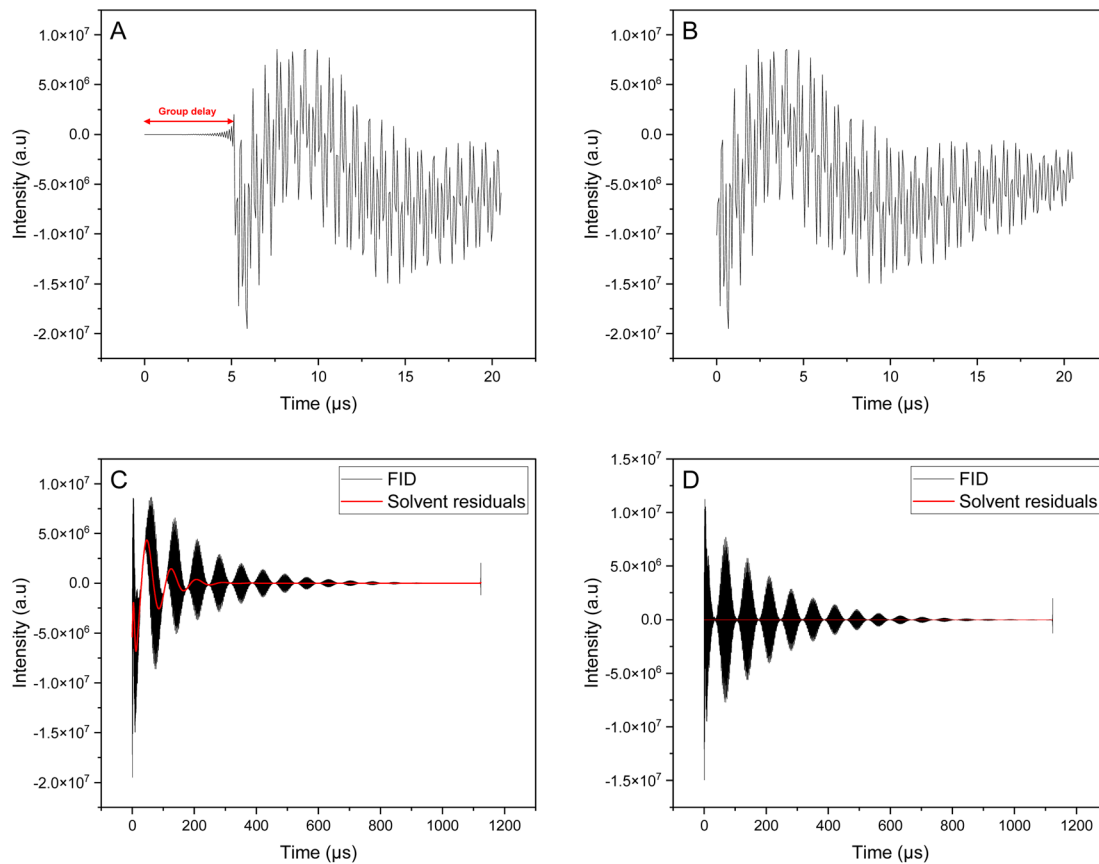 A
Group delay
1.0×10⁷
5.0×10⁶
0.0
-5.0×10⁶
-1.0×10⁷
-1.5×10⁷
-2.0×10⁷
Intensity (a.u)
0 5 10 15 20
Time (µs)
B
1.0×10⁷
5.0×10⁶
0.0
-5.0×10⁶
-1.0×10⁷
-1.5×10⁷
-2.0×10⁷
Intensity (a.u)
0 5 10 15 20
Time (µs)
C
FID
Solvent residuals
1.0×10⁷
5.0×10⁶
0.0
-5.0×10⁶
-1.0×10⁷
-1.5×10⁷
-2.0×10⁷
Intensity (a.u)
0 200 400 600 800 1000 1200
Time (µs)
D
FID
Solvent residuals
1.5×10⁷
1.0×10⁷
5.0×10⁶
0.0
-5.0×10⁶
-1.0×10⁷
-1.5×10⁷
Intensity (a.u)
0 200 400 600 800 1000 1200
Time (µs)